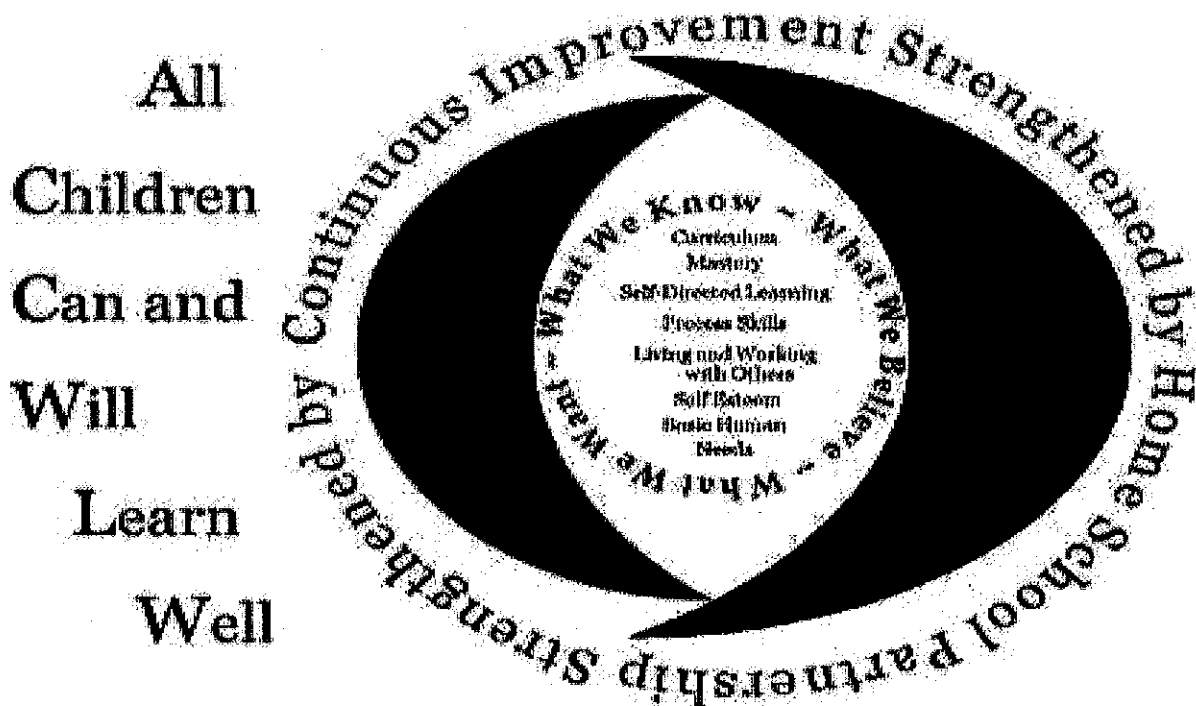 All
Children
Can and
Will
Learn
Well
Strengthened by Continuous Improvement Strengthened by Home School Partnership
What We Know ~ What We Believe ~ What We Want ~
Curriculum
Mastery
Self-Directed Learning
Process Skills
Living and Working
with Others
Self Esteem
Basic Human
Needs